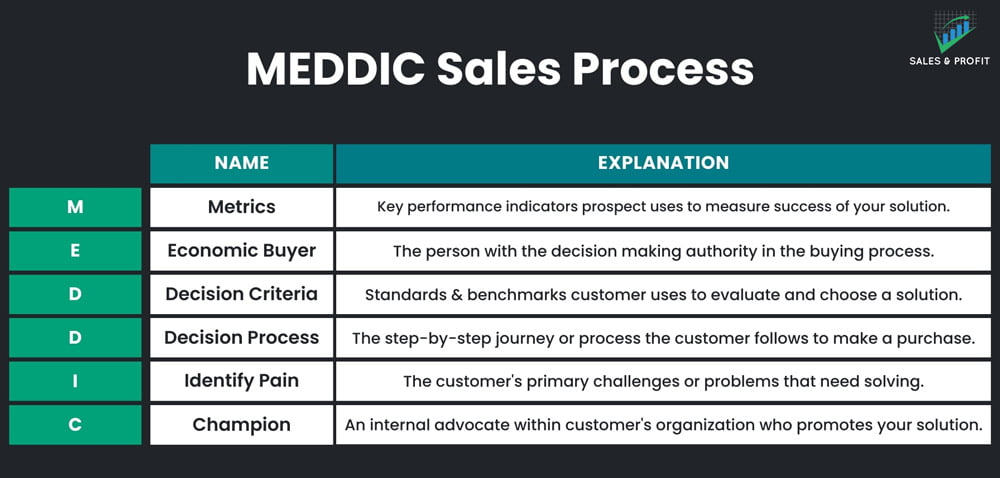 SALES & PROFIT
MEDDIC Sales Process
NAME EXPLANATION
M Metrics Key performance indicators prospect uses to measure success of your solution.
E Economic Buyer The person with the decision making authority in the buying process.
D Decision Criteria Standards & benchmarks customer uses to evaluate and choose a solution.
D Decision Process The step-by-step journey or process the customer follows to make a purchase.
I Identify Pain The customer's primary challenges or problems that need solving.
C Champion An internal advocate within customer's organization who promotes your solution.